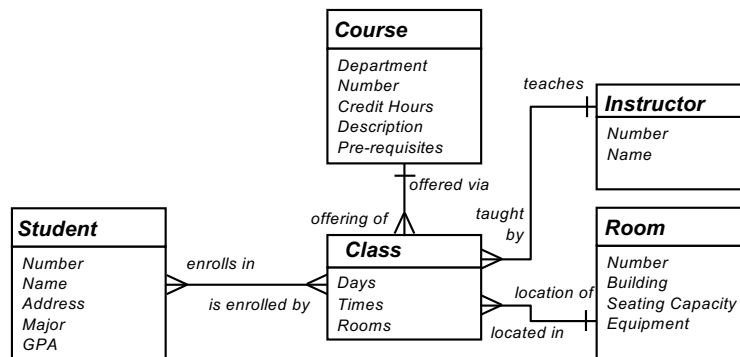 Course
Department
Number
Credit Hours
Description
Pre-requisites
teaches
Instructor
Number
Name
offered via
offering of
taught
by
Student
Number
Name
Address
Major
GPA
enrolls in
is enrolled by
Class
Days
Times
Rooms
location of
located in
Room
Number
Building
Seating Capacity
Equipment